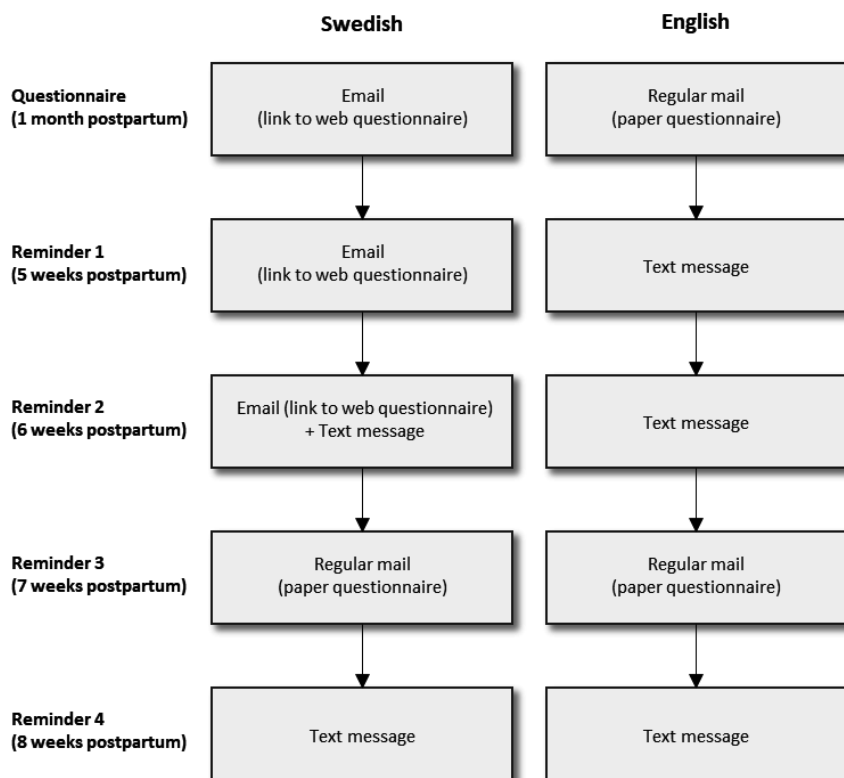 Swedish
English
Questionnaire
(1 month postpartum)
Email
(link to web questionnaire)
Regular mail
(paper questionnaire)
Reminder 1
(5 weeks postpartum)
Email
(link to web questionnaire)
Text message
Reminder 2
(6 weeks postpartum)
Email (link to web questionnaire)
+ Text message
Text message
Reminder 3
(7 weeks postpartum)
Regular mail
(paper questionnaire)
Regular mail
(paper questionnaire)
Reminder 4
(8 weeks postpartum)
Text message
Text message